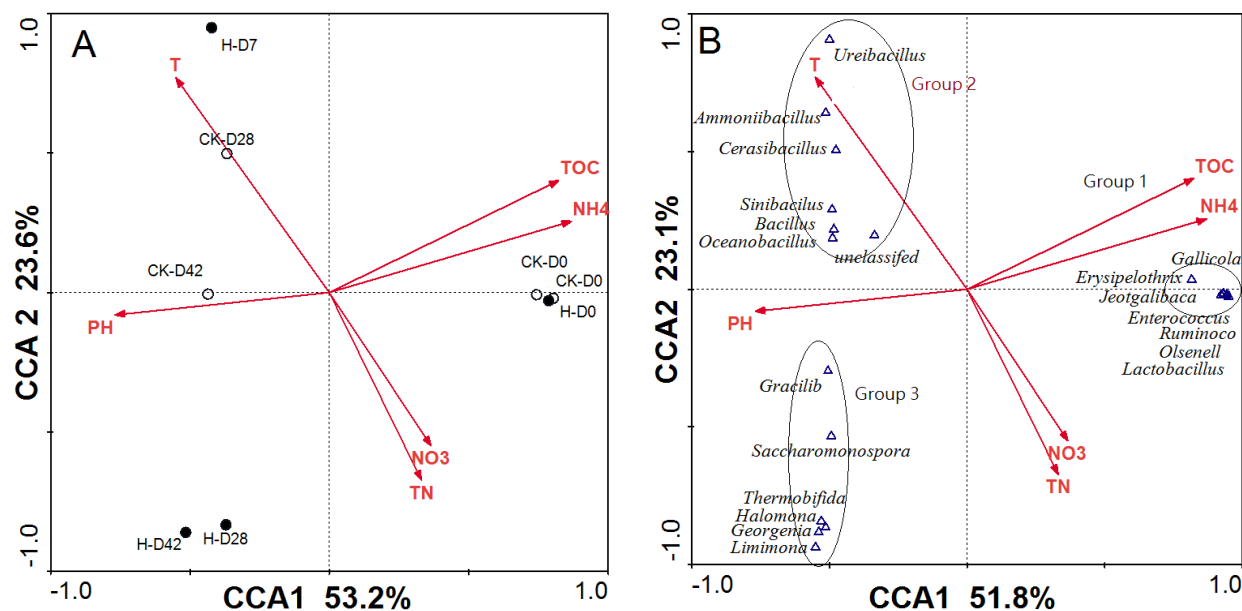 A
1.0
H-D7
T
CK-D28
TOC
NH4
CK-D42
CK-D0
CK-D0
H-D0
PH
NO3
TN
H-D42
H-D28
CCA 2 23.6%
-1.0
-1.0
1.0
CCA1 53.2%
B
1.0
Ureibacillus
T
Group 2
Ammoniibacillus
Cerasibacillus
TOC
Group 1
NH4
Sinibacilus
Bacillus
Oceanobacillus
unelassifed
Gallicola
Erysipelothrix
Jeotgalibaca
PH
Enterococcus
Ruminoco
Olsenell
Lactobacillus
Gracilib
Group 3
Saccharomonospora
NO3
TN
Thermobifida
Halomona
Georgenia
Limimona
CCA2 23.1%
-1.0
-1.0
1.0
CCA1 51.8%